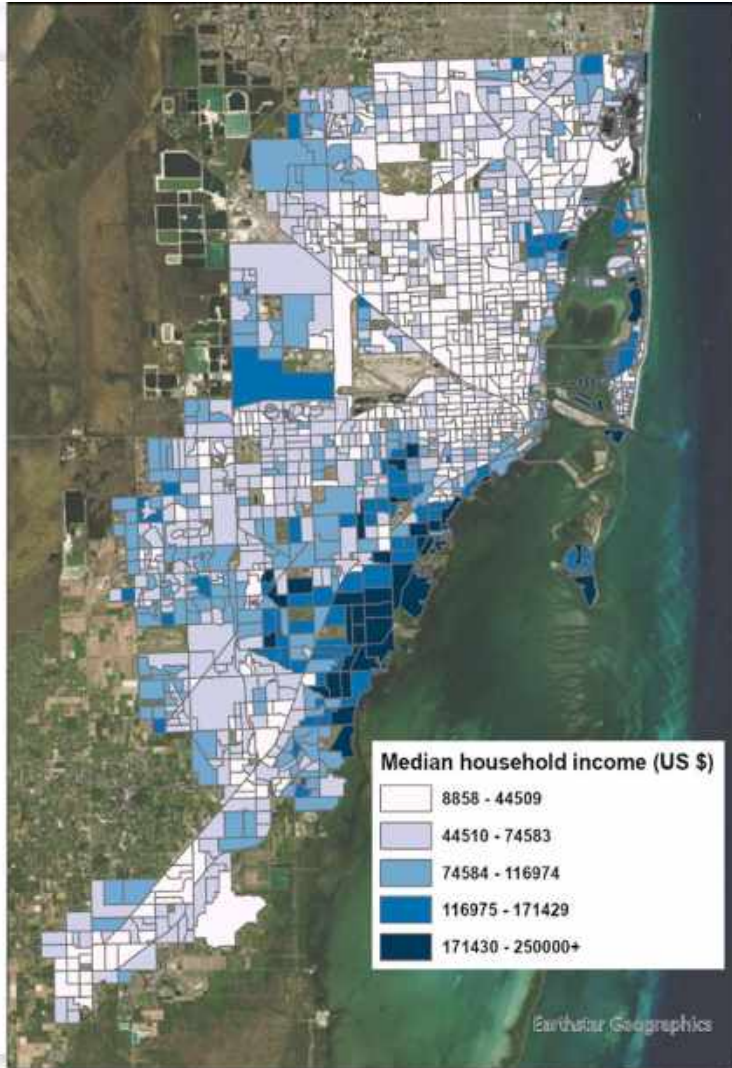 Median household income (US $)
8858 - 44509
44510 - 74583
74584 - 116974
116975 - 171429
171430 - 250000+
Earthstar Geographics